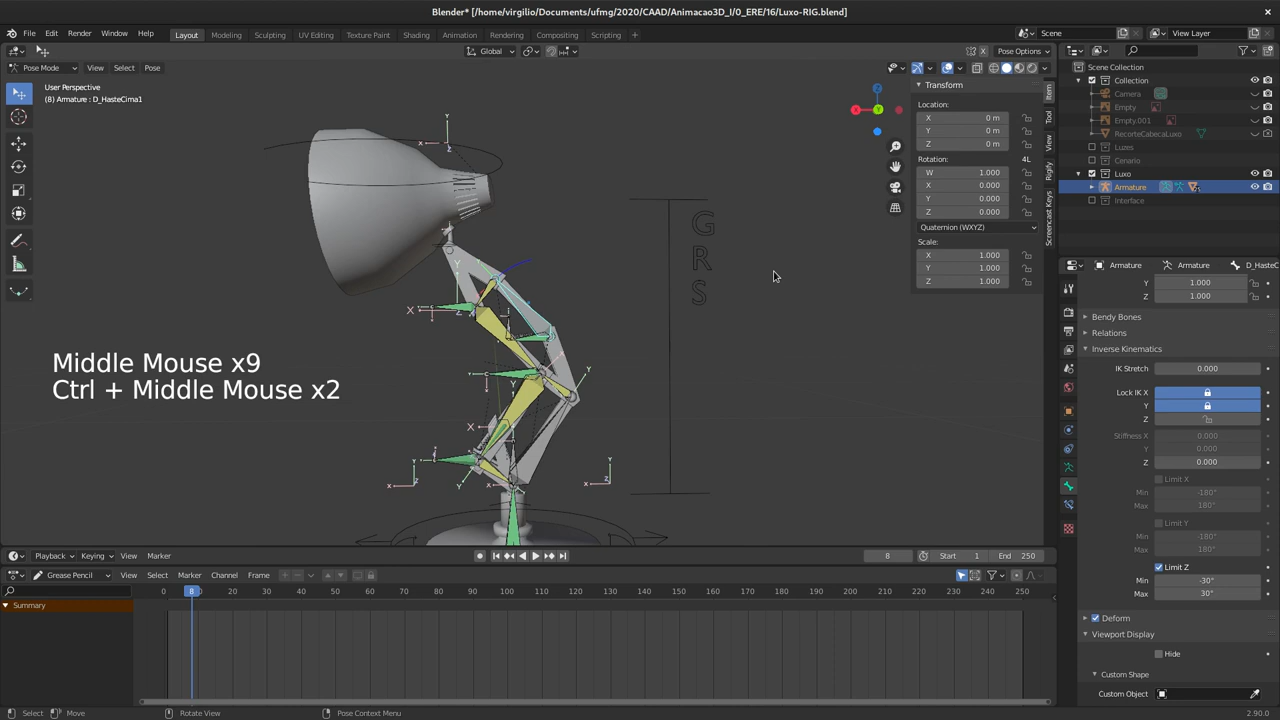 Blender* [/home/virgilio/Documents/ufmg/2020/CAAD/Animacao3D_I/0_ERE/16/Luxo-RIG.blend]
File Edit Render Window Help Layout Modeling Sculpting UV Editing Texture Paint Shading Animation Rendering Compositing Scripting + Scene View Layer
Global X Pose Options
Pose Mode View Select Pose
User Perspective
(8) Armature : D_HasteCima1
Transform
Location:
X 0 m
Y 0 m
Z 0 m
Rotation: 4L
W 1.000
X 0.000
Y 0.000
Z 0.000
Quaternion (WXYZ)
Scale:
X 1.000
Y 1.000
Z 1.000
Item
Tool
View
Rigify
Screencast Keys
G
R
S
Middle Mouse x9
Ctrl + Middle Mouse x2
Scene Collection
Collection
Camera
Empty
Empty.001
RecorteCabecaLuxo
Luzes
Cenario
Luxo
Armature
Interface
Armature Armature D_HasteC
Y 1.000
Z 1.000
Bendy Bones
Relations
Inverse Kinematics
IK Stretch 0.000
Lock IK X
Y
Z
Stiffness X 0.000
Y 0.000
Z 0.000
Limit X
Min -180°
Max 180°
Limit Y
Min -180°
Max 180°
Limit Z
Min -30°
Max 30°
Deform
Viewport Display
Hide
Custom Shape
Custom Object
Playback Keying View Marker 8 Start 1 End 250
Grease Pencil View Select Marker Channel Frame
0 8 20 30 40 50 60 70 80 90 100 110 120 130 140 150 160 170 180 190 200 210 220 230 240 250
Summary
Select Move Rotate View Pose Context Menu 2.90.0